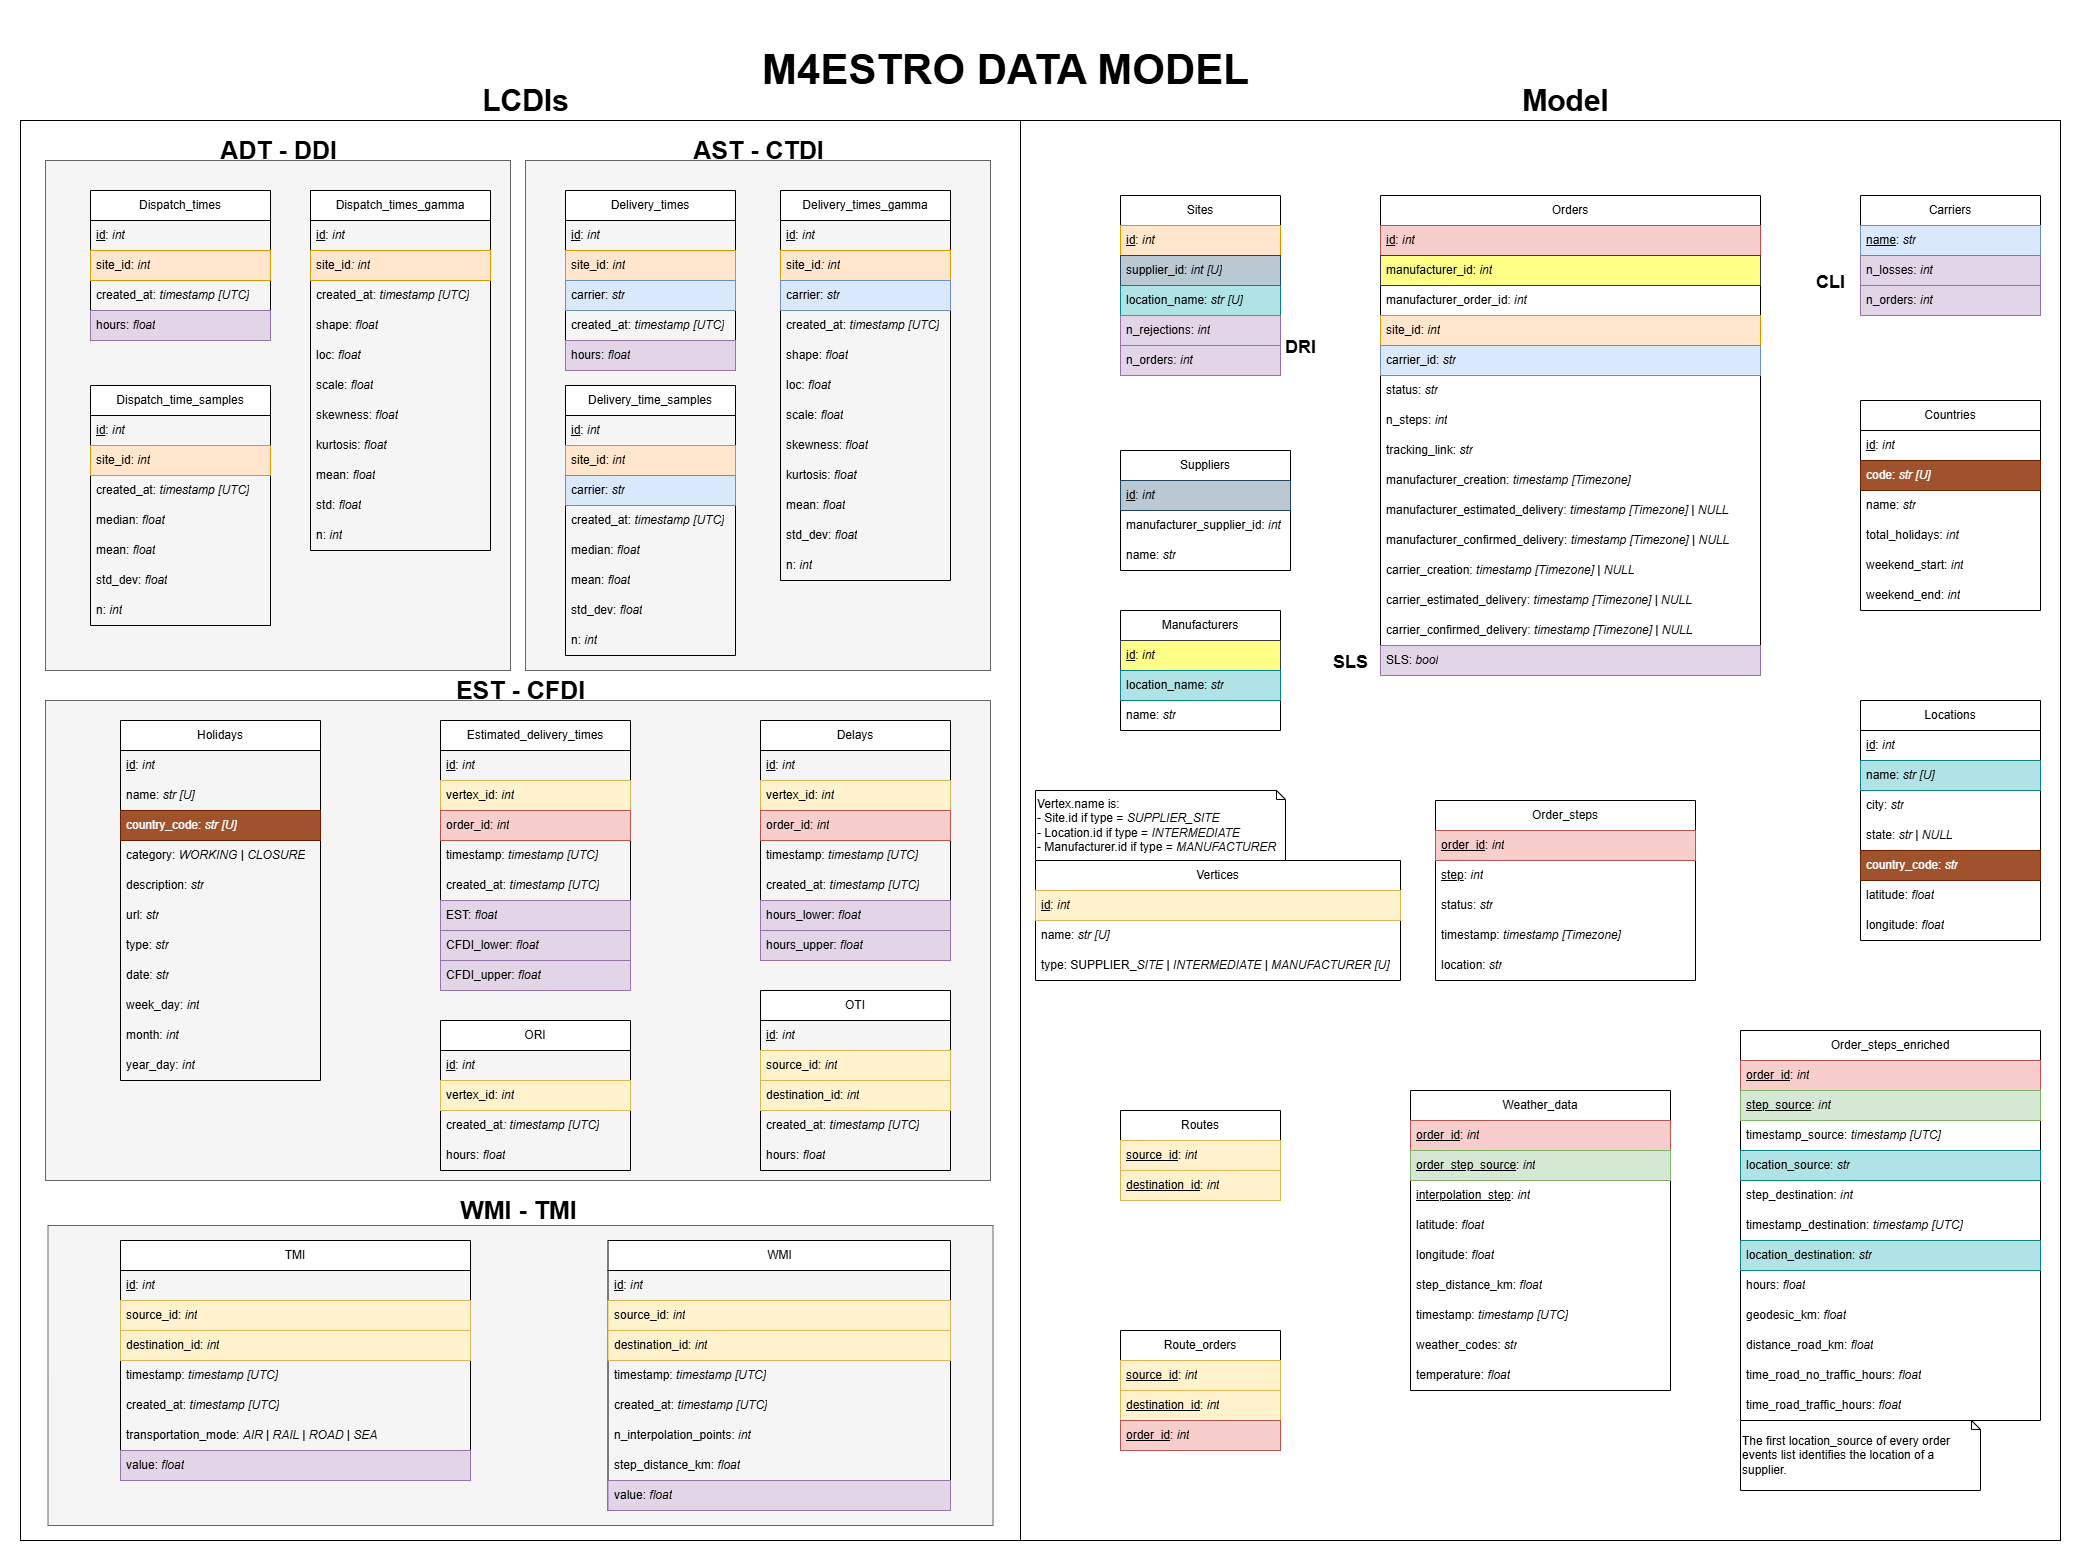 M4ESTRO DATA MODEL
LCDIs
ADT - DDI
Dispatch_times
id: int
site_id: int
created_at: timestamp [UTC]
hours: float
Dispatch_times_gamma
id: int
site_id: int
created_at: timestamp [UTC]
shape: float
loc: float
scale: float
skewness: float
kurtosis: float
mean: float
std: float
n: int
Dispatch_time_samples
id: int
site_id: int
created_at: timestamp [UTC]
median: float
mean: float
std_dev: float
n: int
AST - CTDI
Delivery_times
id: int
site_id: int
carrier: str
created_at: timestamp [UTC]
hours: float
Delivery_times_gamma
id: int
site_id: int
carrier: str
created_at: timestamp [UTC]
shape: float
loc: float
scale: float
skewness: float
kurtosis: float
mean: float
std_dev: float
n: int
Delivery_time_samples
id: int
site_id: int
carrier: str
created_at: timestamp [UTC]
median: float
mean: float
std_dev: float
n: int
EST - CFDI
Holidays
id: int
name: str [U]
country_code: str [U]
category: WORKING | CLOSURE
description: str
url: str
type: str
date: str
week_day: int
month: int
year_day: int
Estimated_delivery_times
id: int
vertex_id: int
order_id: int
timestamp: timestamp [UTC]
created_at: timestamp [UTC]
EST: float
CFDI_lower: float
CFDI_upper: float
Delays
id: int
vertex_id: int
order_id: int
timestamp: timestamp [UTC]
created_at: timestamp [UTC]
hours_lower: float
hours_upper: float
ORI
id: int
vertex_id: int
created_at: timestamp [UTC]
hours: float
OTI
id: int
source_id: int
destination_id: int
created_at: timestamp [UTC]
hours: float
WMI - TMI
TMI
id: int
source_id: int
destination_id: int
timestamp: timestamp [UTC]
created_at: timestamp [UTC]
transportation_mode: AIR | RAIL | ROAD | SEA
value: float
WMI
id: int
source_id: int
destination_id: int
timestamp: timestamp [UTC]
created_at: timestamp [UTC]
n_interpolation_points: int
step_distance_km: float
value: float
Model
Sites
id: int
supplier_id: int [U]
location_name: str [U]
n_rejections: int
n_orders: int
DRI
Orders
id: int
manufacturer_id: int
manufacturer_order_id: int
site_id: int
carrier_id: str
status: str
n_steps: int
tracking_link: str
manufacturer_creation: timestamp [Timezone]
manufacturer_estimated_delivery: timestamp [Timezone] | NULL
manufacturer_confirmed_delivery: timestamp [Timezone] | NULL
carrier_creation: timestamp [Timezone] | NULL
carrier_estimated_delivery: timestamp [Timezone] | NULL
carrier_confirmed_delivery: timestamp [Timezone] | NULL
SLS
SLS: bool
CLI
Carriers
name: str
n_losses: int
n_orders: int
Suppliers
id: int
manufacturer_supplier_id: int
name: str
Countries
id: int
code: str [U]
name: str
total_holidays: int
weekend_start: int
weekend_end: int
Manufacturers
id: int
location_name: str
name: str
Locations
id: int
name: str [U]
city: str
state: str | NULL
country_code: str
latitude: float
longitude: float
Vertex.name is:
- Site.id if type = SUPPLIER_SITE
- Location.id if type = INTERMEDIATE
- Manufacturer.id if type = MANUFACTURER
Vertices
id: int
name: str [U]
type: SUPPLIER_SITE | INTERMEDIATE | MANUFACTURER [U]
Order_steps
order_id: int
step: int
status: str
timestamp: timestamp [Timezone]
location: str
Routes
source_id: int
destination_id: int
Weather_data
order_id: int
order_step_source: int
interpolation_step: int
latitude: float
longitude: float
step_distance_km: float
timestamp: timestamp [UTC]
weather_codes: str
temperature: float
Order_steps_enriched
order_id: int
step_source: int
timestamp_source: timestamp [UTC]
location_source: str
step_destination: int
timestamp_destination: timestamp [UTC]
location_destination: str
hours: float
geodesic_km: float
distance_road_km: float
time_road_no_traffic_hours: float
time_road_traffic_hours: float
The first location_source of every order
events list identifies the location of a
supplier.
Route_orders
source_id: int
destination_id: int
order_id: int